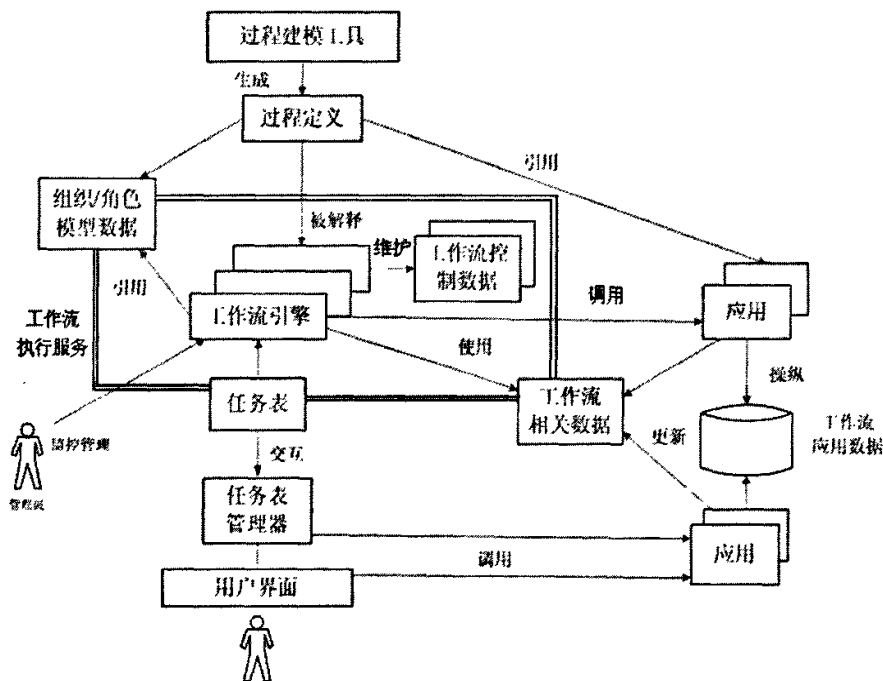 过程建模工具
生成
过程定义
引用
组织/角色
模型数据
被解释
维护
工作流控
制数据
引用
工作流引擎
调用
应用
工作流
执行服务
使用
任务表
工作流
相关数据
操纵
监控管理
管理员
交互
更新
工作流
应用数据
任务表
管理器
应用
调用
用户界面